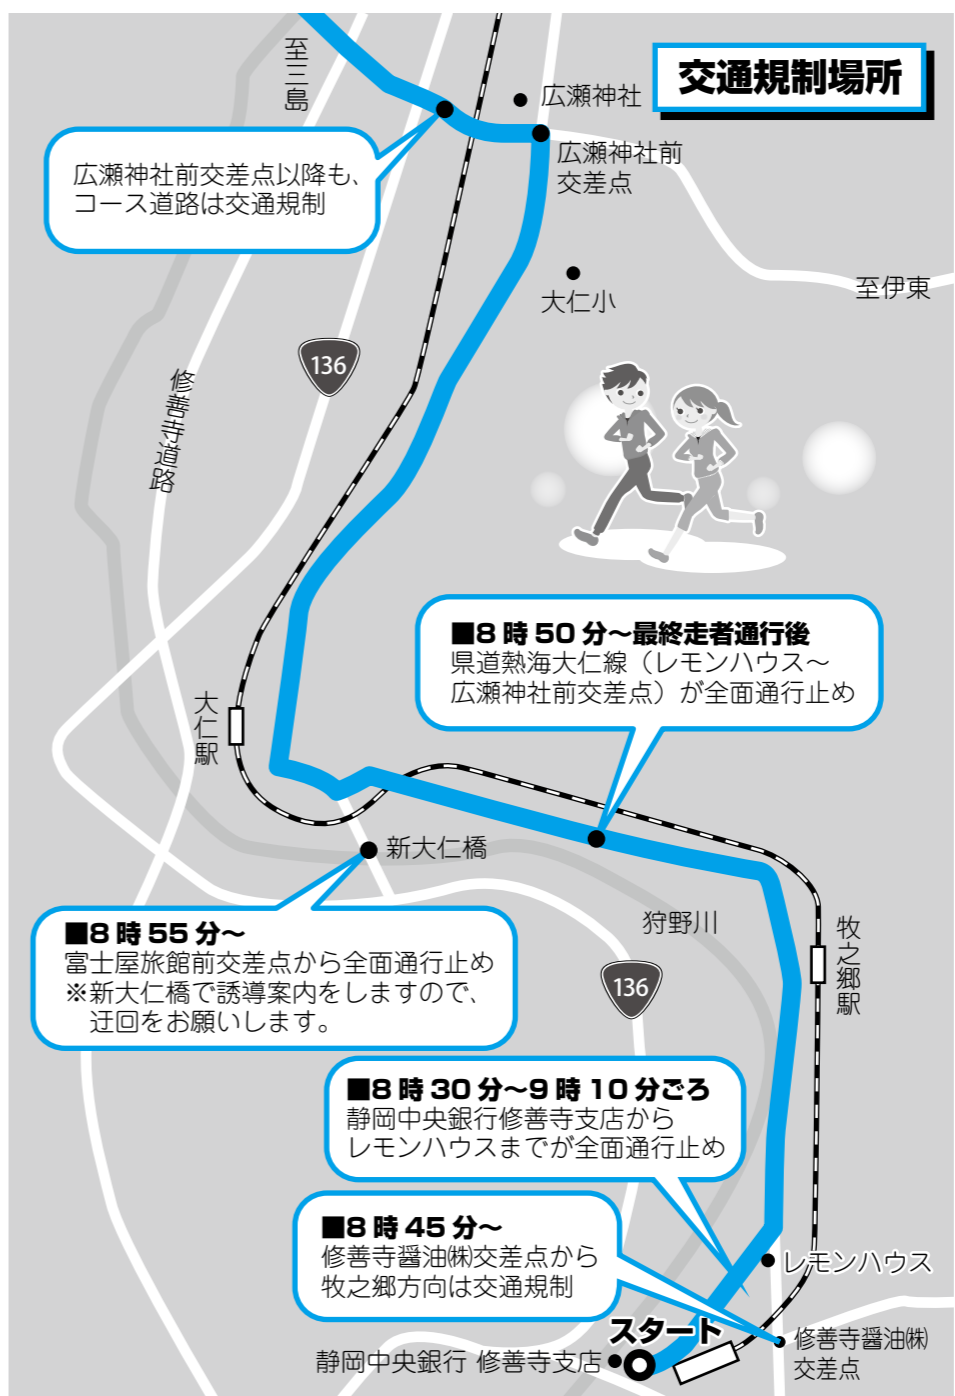 交通規制場所
至三島
広瀬神社
広瀬神社前
交差点
広瀬神社前交差点以降も、
コース道路は交通規制
至伊東
大仁小
136
修善寺道路
■8時50分～最終走者通行後
県道熱海大仁線（レモンハウス～
広瀬神社前交差点）が全面通行止め
大仁駅
新大仁橋
■8時55分～
富士屋旅館前交差点から全面通行止め
※新大仁橋で誘導案内をしますので、
迂回をお願いします。
狩野川
牧之郷駅
136
■8時30分～9時10分ごろ
静岡中央銀行修善寺支店から
レモンハウスまでが全面通行止め
■8時45分～
修善寺醤油㈱交差点から
牧之郷方向は交通規制
レモンハウス
スタート
静岡中央銀行 修善寺支店
修善寺醤油㈱
交差点